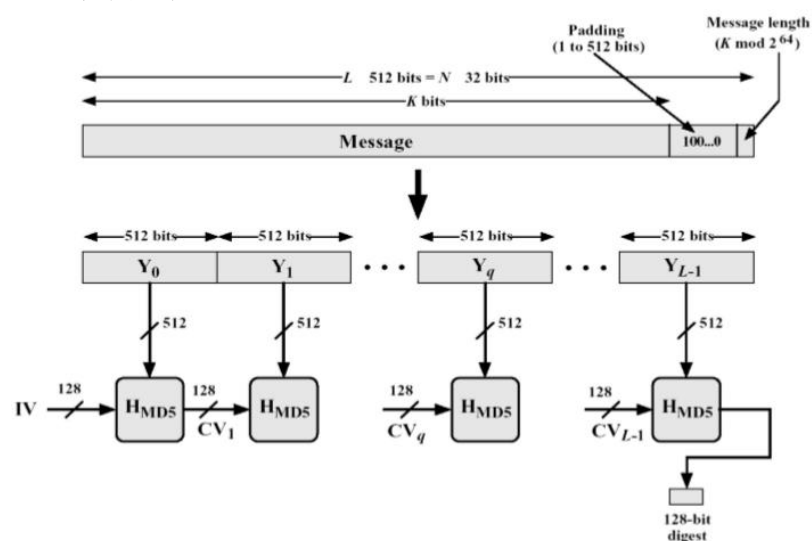 Padding
(1 to 512 bits)
Message length
(K mod 2^64)
L 512 bits = N 32 bits
K bits
Message
100...0
512 bits
512 bits
512 bits
512 bits
Y0
Y1
• • •
Yq
• • •
YL-1
512
512
512
512
IV
128
HMD5
128
CV1
HMD5
128
CVq
HMD5
128
CVL-1
HMD5
128-bit
digest